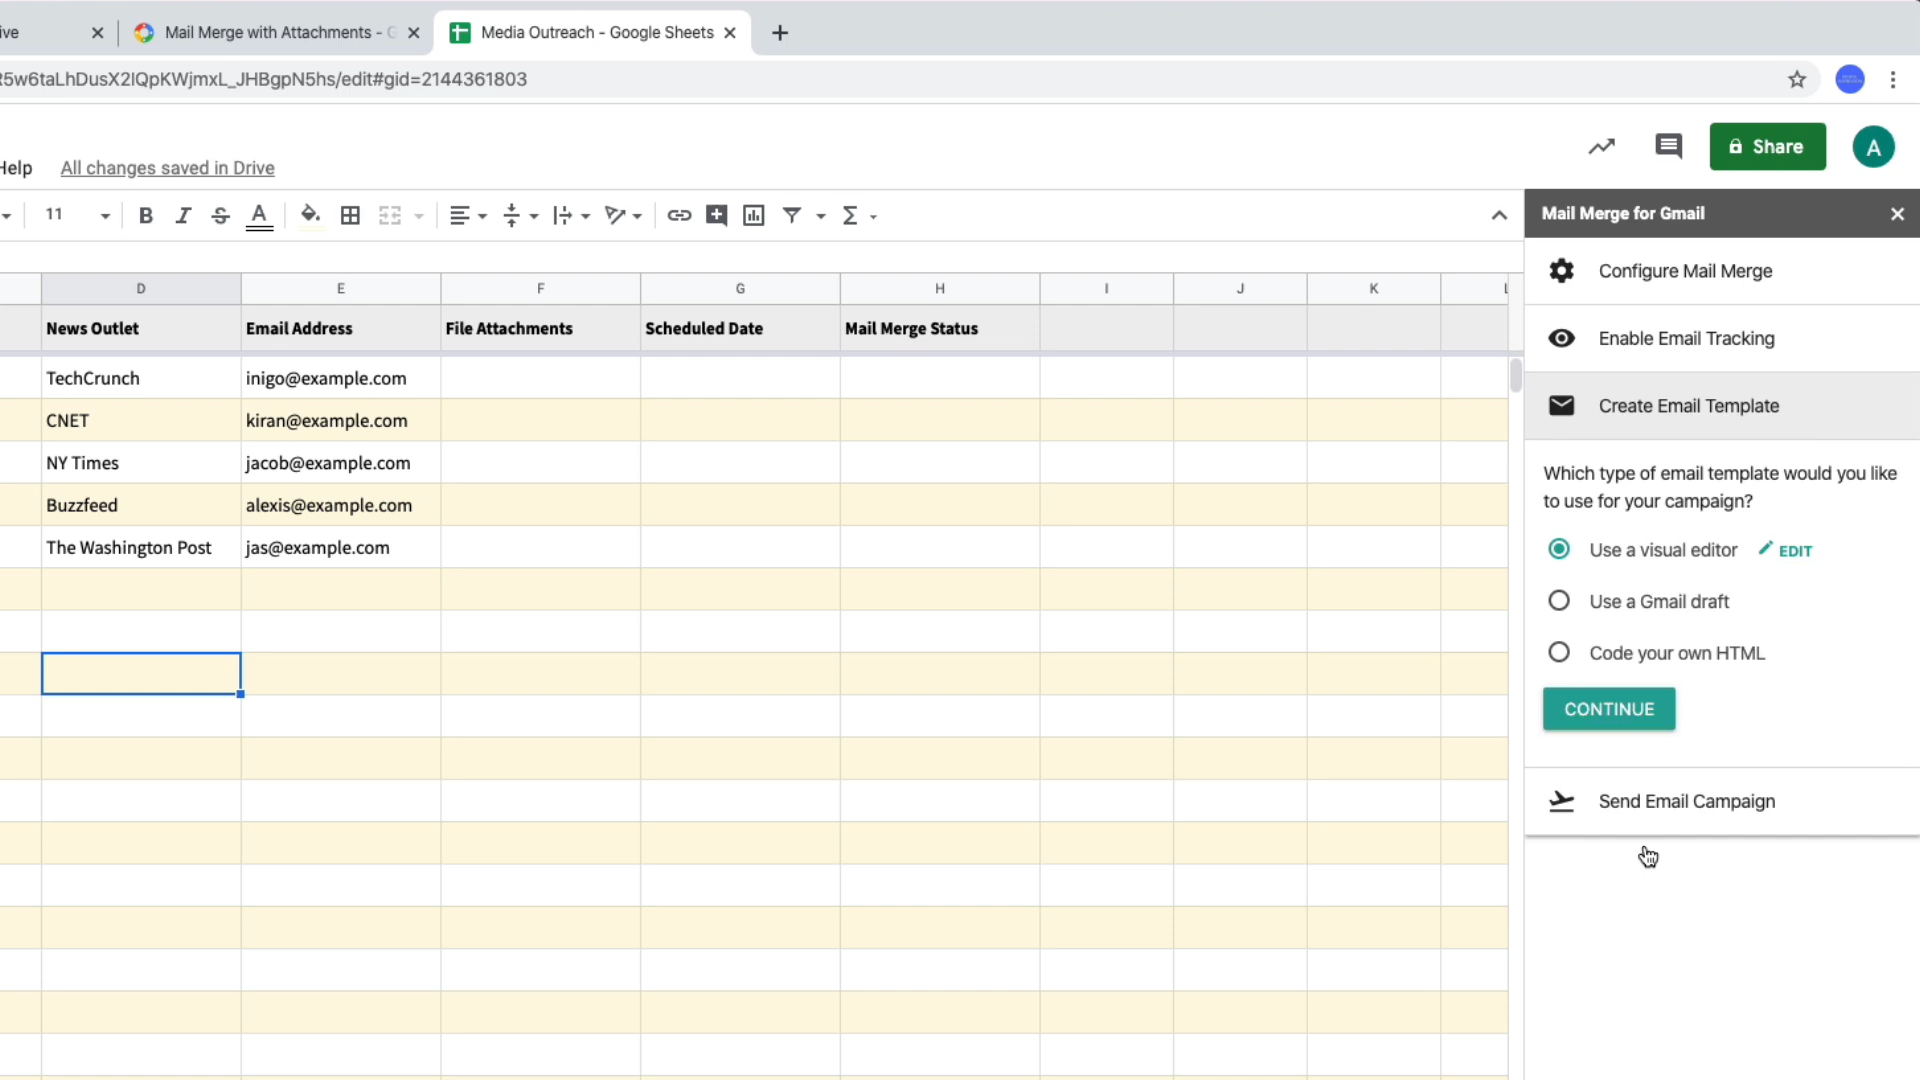 ive
Mail Merge with Attachments - G
Media Outreach - Google Sheets
R5w6taLhDusX2lQpKWjmxL_JHBgpN5hs/edit#gid=2144361803
Help All changes saved in Drive
Share
A
11
B I S A
Mail Merge for Gmail
Configure Mail Merge
D E F G H I J K L
News Outlet Email Address File Attachments Scheduled Date Mail Merge Status
Enable Email Tracking
TechCrunch inigo@example.com
Create Email Template
CNET kiran@example.com
NY Times jacob@example.com
Which type of email template would you like
to use for your campaign?
Buzzfeed alexis@example.com
The Washington Post jas@example.com
Use a visual editor EDIT
Use a Gmail draft
Code your own HTML
CONTINUE
Send Email Campaign